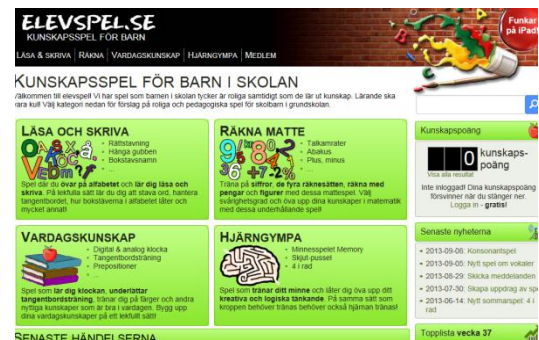 ELEVSPEL.SE
KUNSKAPSSPEL FÖR BARN
LÄSA & SKRIVA | RÄKNA | VARDAGSKUNSKAP | HJÄRNGYMPA | MEDLEM
Funkar
på iPad!
KUNSKAPSSPEL FÖR BARN I SKOLAN
Välkommen till elevspel! Vi har spel som barnen i skolan tycker är roliga samtidigt som de lär ut kunskap. Lärande ska
vara kul! Välj kategori nedan för förslag på roliga och pedagogiska spel för skolbarn i grundskolan.
LÄSA OCH SKRIVA
Rättstavning
Hänga gubben
Bokstavsnamn
...
Spel där du övar på alfabetet och lär dig läsa och
skriva. På lekfulla sätt lär du dig att stava ord, hantera
tangentbordet, hur bokstäverna i alfabetet låter och
mycket annat!
RÄKNA MATTE
Talkamrater
Abakus
Plus, minus
...
Träna på siffror, de fyra räknesätten, räkna med
pengar och figurer med dessa mattespel. Välj
svårighetsgrad och öva upp dina kunskaper i matematik
med dessa underhållande spel!
VARDAGSKUNSKAP
Digital & analog klocka
Tangentbordsträning
Prepositioner
...
Spel som lär dig klockan, underlättar
tangentbordsträning, tränar dig på färger och andra
nyttiga kunskaper som är bra i vardagen. Bygg upp
dina vardagskunskaper på ett lekfullt sätt!
HJÄRNGYMPA
Minnesspelet Memory
Skjut-pussel
4 i rad
Spel som tränar ditt minne och låter dig öva upp ditt
kreativa och logiska tänkande. På samma sätt som
kroppen behöver tränas behöver också hjärnan tränas!
SENASTE HÄNDELSERNA
Kunskapspoäng
0 kunskaps-
poäng
Visa alla resultat
Inte inloggad! Dina kunskapspoäng
försvinner när du stänger ner.
Logga in - gratis!
Senaste nyheterna
2013-09-08: Konsonantspel
2013-09-05: Nytt spel om vokaler
2013-08-29: Skicka meddelanden
2013-07-30: Skapa uppdrag av spe
2013-06-14: Nytt sommarspel: 4 i
rad
Topplista vecka 37